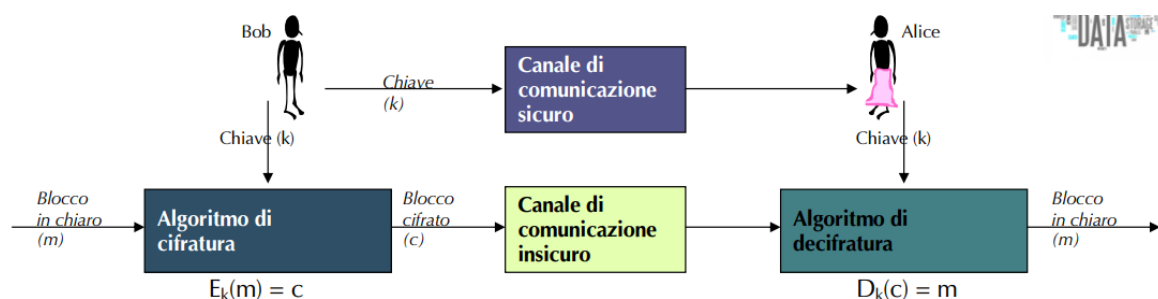 Bob
Alice
DATA
STORAGE
Chiave
(k)
Canale di
comunicazione
sicuro
Chiave (k)
Chiave (k)
Blocco
in chiaro
(m)
Algoritmo di
cifratura
Blocco
cifrato
(c)
Canale di
comunicazione
insicuro
Algoritmo di
decifratura
Blocco
in chiaro
(m)
Eₖ(m) = c
Dₖ(c) = m